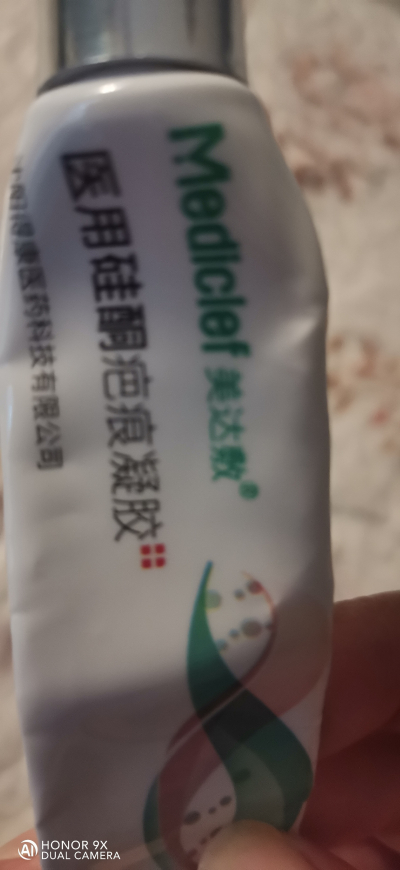 Mediclef 美达敷®
医用硅酮疤痕凝胶
康医药科技有限公司
HONOR 9X
DUAL CAMERA